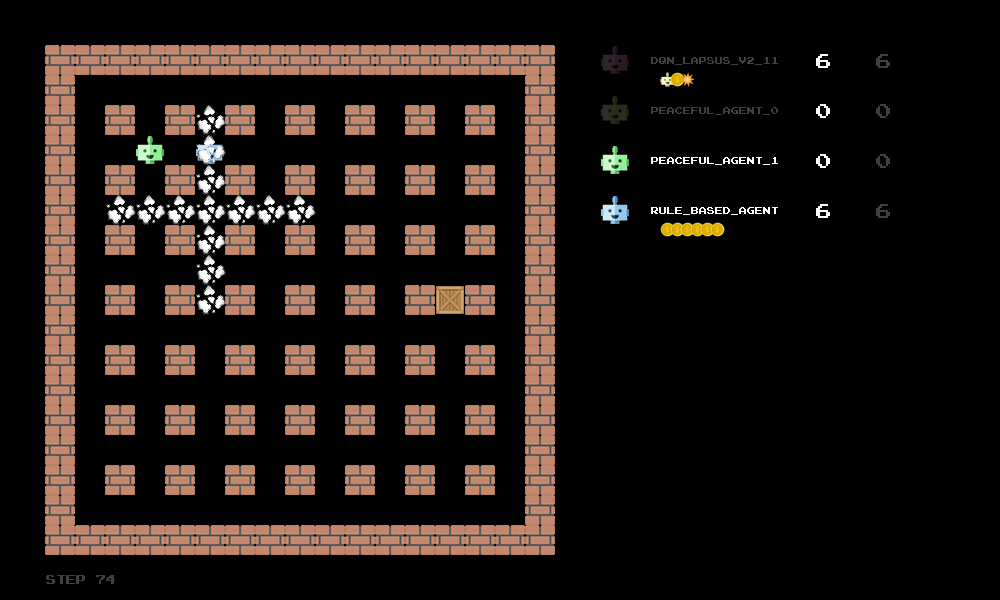 DQN_LAPSUS_V2_11 6 6
PEACEFUL_AGENT_0 0 0
PEACEFUL_AGENT_1 0 0
RULE_BASED_AGENT 6 6
STEP 74